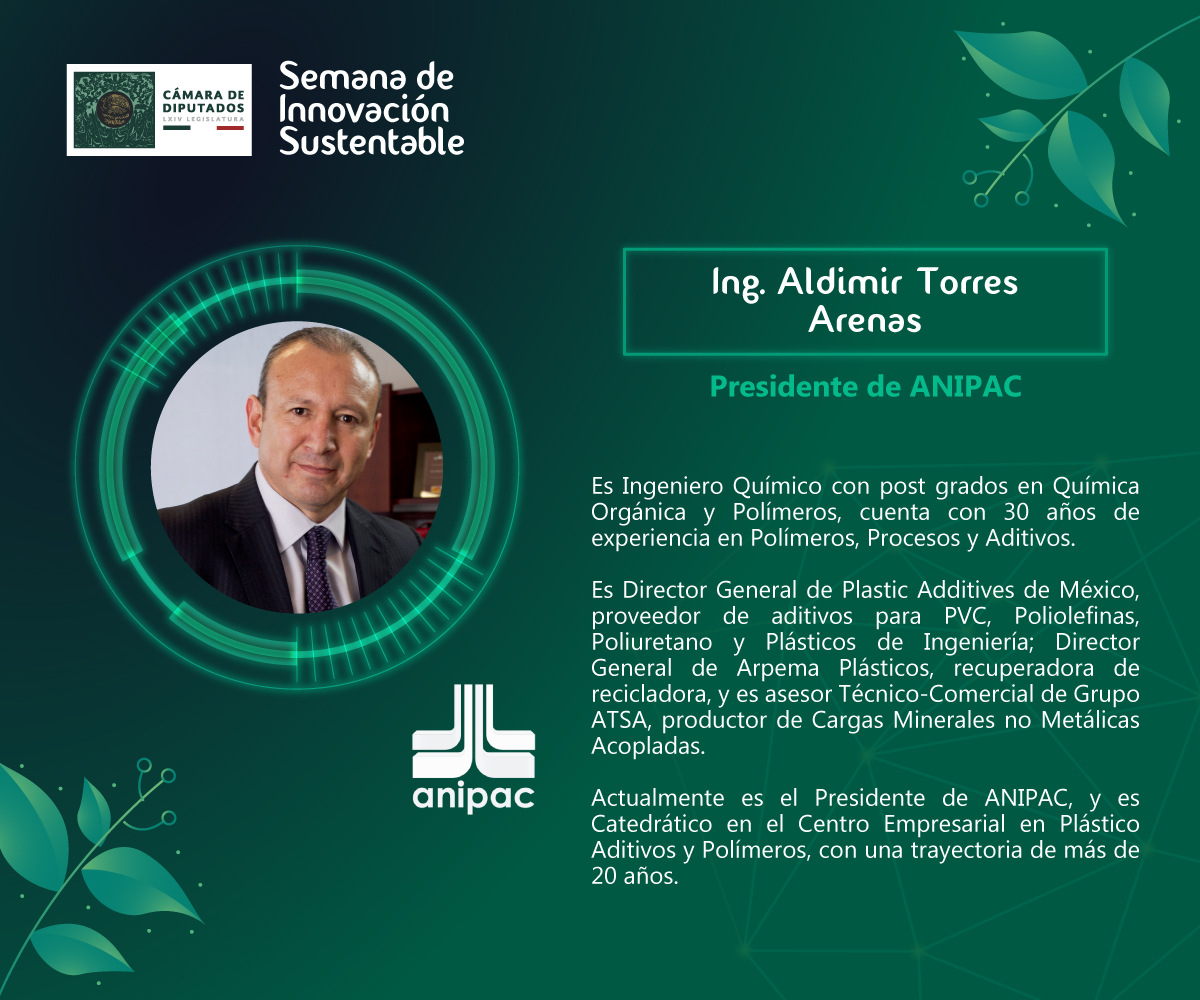 CÁMARA DE
DIPUTADOS
LXIV LEGISLATURA
Semana de
Innovación
Sustentable
Ing. Aldimir Torres
Arenas
Presidente de ANIPAC
Es Ingeniero Químico con post grados en Química
Orgánica y Polímeros, cuenta con 30 años de
experiencia en Polímeros, Procesos y Aditivos.
Es Director General de Plastic Additives de México,
proveedor de aditivos para PVC, Poliolefinas,
Poliuretano y Plásticos de Ingeniería; Director
General de Arpema Plásticos, recuperadora de
recicladora, y es asesor Técnico-Comercial de Grupo
ATSA, productor de Cargas Minerales no Metálicas
Acopladas.
anipac
Actualmente es el Presidente de ANIPAC, y es
Catedrático en el Centro Empresarial en Plástico
Aditivos y Polímeros, con una trayectoria de más de
20 años.